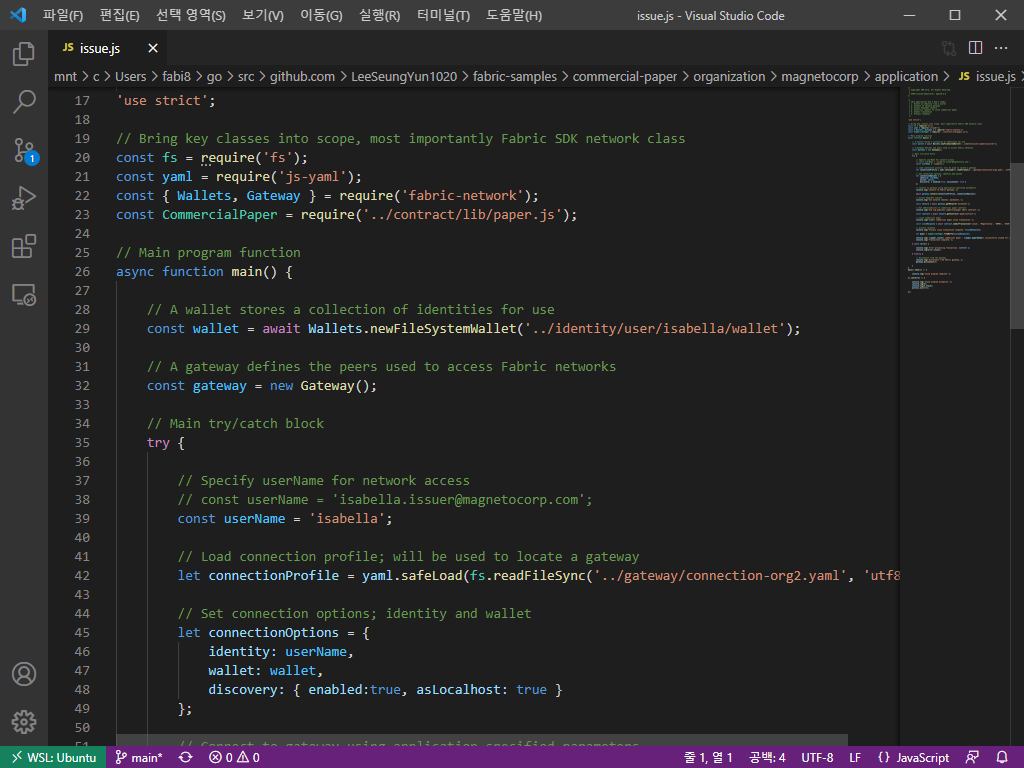 파일(F) 편집(E) 선택 영역(S) 보기(V) 이동(G) 실행(R) 터미널(T) 도움말(H) issue.js - Visual Studio Code
JS issue.js
mnt > c > Users > fabi8 > go > src > github.com > LeeSeungYun1020 > fabric-samples > commercial-paper > organization > magnetocorp > application > JS issue.js >
17 'use strict';
18
19 // Bring key classes into scope, most importantly Fabric SDK network class
20 const fs = require('fs');
21 const yaml = require('js-yaml');
22 const { Wallets, Gateway } = require('fabric-network');
23 const CommercialPaper = require('../contract/lib/paper.js');
24
25 // Main program function
26 async function main() {
27
28 // A wallet stores a collection of identities for use
29 const wallet = await Wallets.newFileSystemWallet('../identity/user/isabella/wallet');
30
31 // A gateway defines the peers used to access Fabric networks
32 const gateway = new Gateway();
33
34 // Main try/catch block
35 try {
36
37 // Specify userName for network access
38 // const userName = 'isabella.issuer@magnetocorp.com';
39 const userName = 'isabella';
40
41 // Load connection profile; will be used to locate a gateway
42 let connectionProfile = yaml.safeLoad(fs.readFileSync('../gateway/connection-org2.yaml', 'utf8
43
44 // Set connection options; identity and wallet
45 let connectionOptions = {
46 identity: userName,
47 wallet: wallet,
48 discovery: { enabled:true, asLocalhost: true }
49 };
50
51 // Connect to gateway using application specified parameters
1
WSL: Ubuntu main* 0 0 줄 1, 열 1 공백: 4 UTF-8 LF {} JavaScript